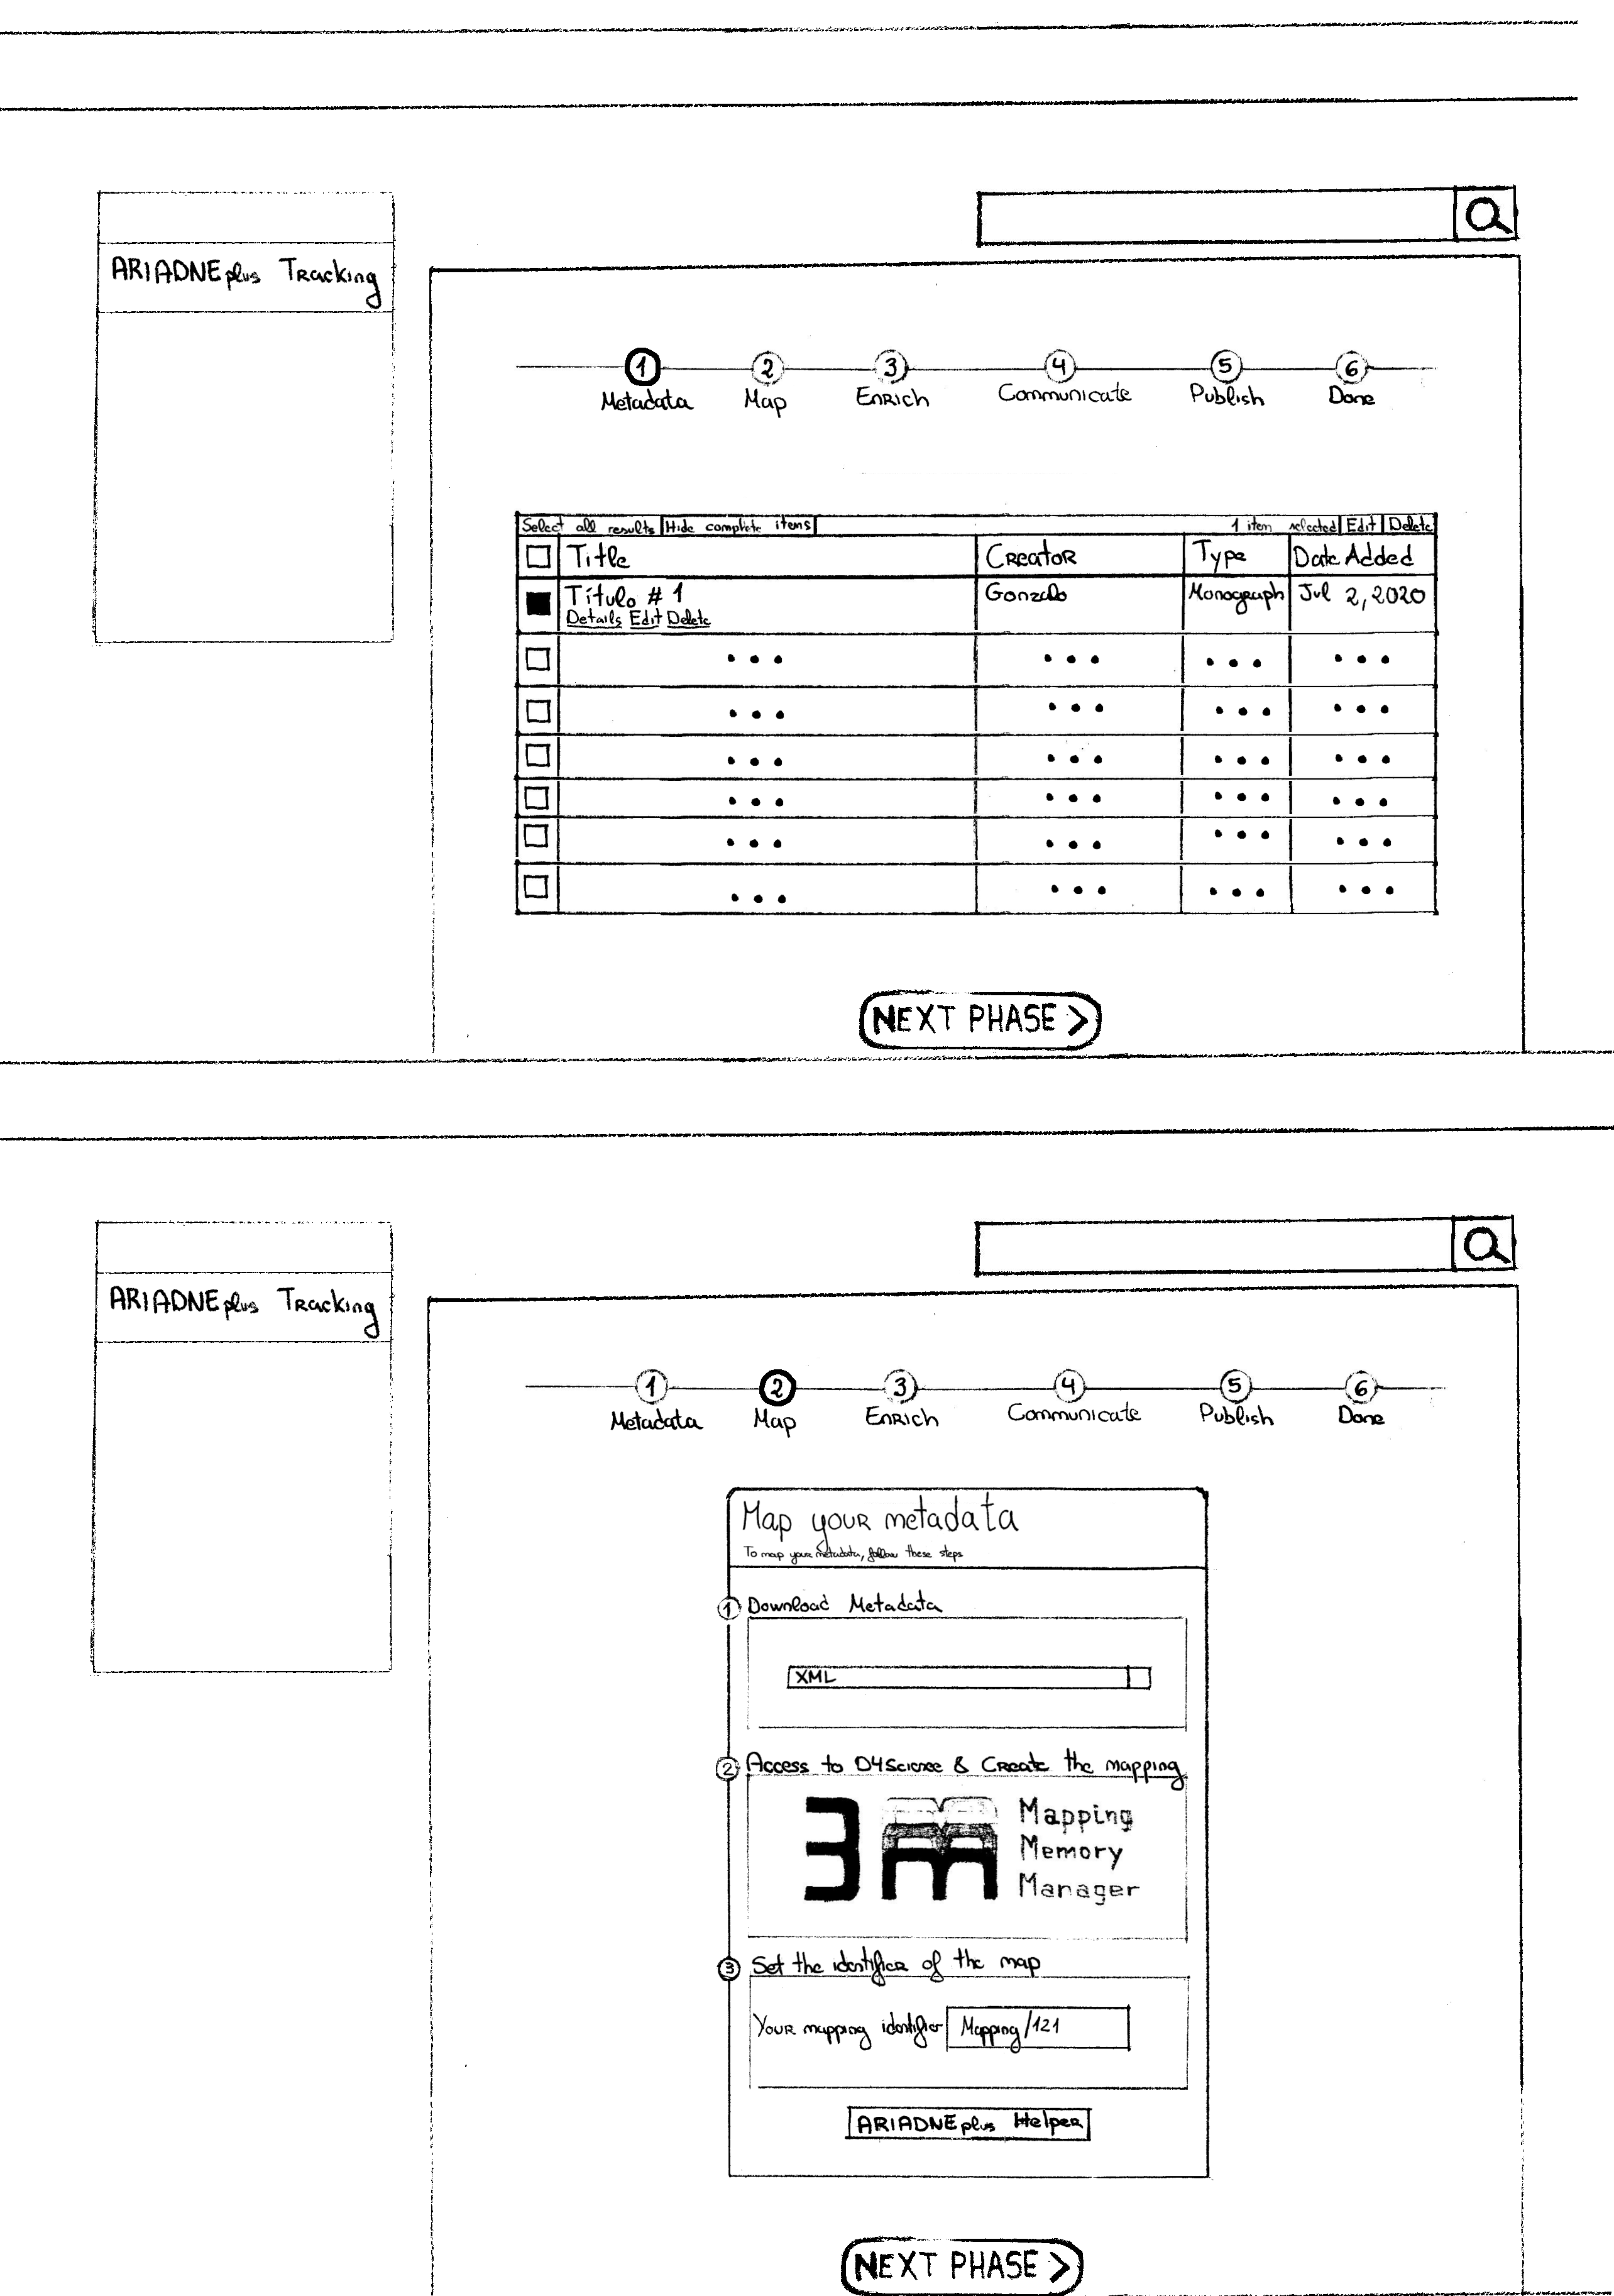 ARIADNEplus Tracking
1 2 3 4 5 6
Metadata Map Enrich Communicate Publish Done
Select all results Hide complete items 1 item selected Edit Delete
Title Creator Type Date Added
Título # 1 Gonzalo Monograph Jul 2, 2020
Details Edit Delete
... ... ... ...
... ... ... ...
... ... ... ...
... ... ... ...
... ... ... ...
... ... ... ...
NEXT PHASE >
ARIADNEplus Tracking
1 2 3 4 5 6
Metadata Map Enrich Communicate Publish Done
Map your metadata
To map your metadata, follow these steps
1 Download Metadata
XML
2 Access to D4Science & Create the mapping
3m Mapping
Memory
Manager
3 Set the identifier of the map
Your mapping identifier Mapping/121
ARIADNEplus Helper
NEXT PHASE >